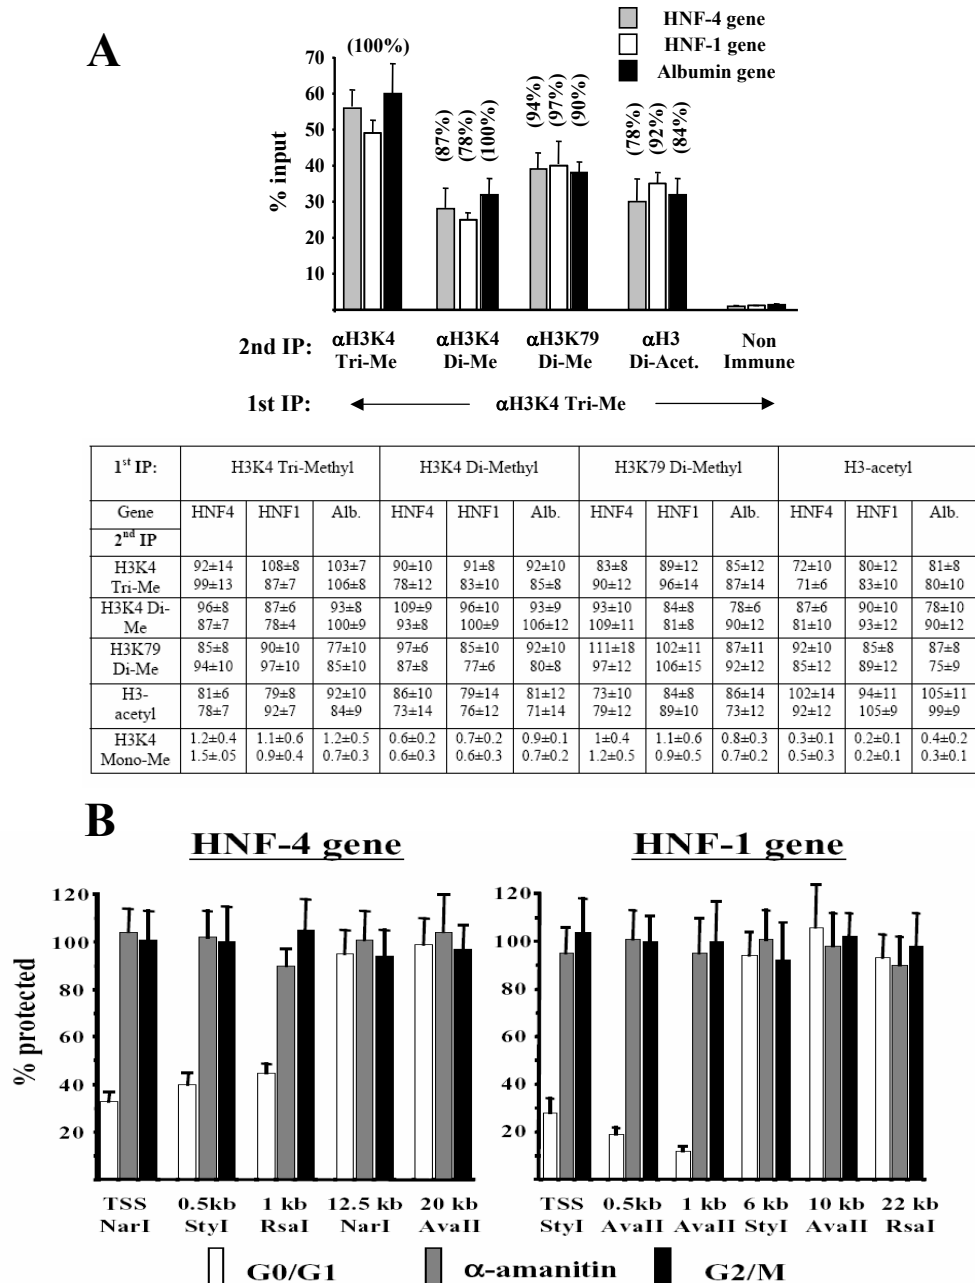 A
HNF-4 gene
HNF-1 gene
Albumin gene
(100%)
70
60
50
40
30
20
10
% input
(87%) (78%) (100%)
(94%) (97%) (90%)
(78%) (92%) (84%)
2nd IP: αH3K4 αH3K4 αH3K79 αH3 Non
Tri-Me Di-Me Di-Me Di-Acet. Immune
1st IP: αH3K4 Tri-Me
1st IP: H3K4 Tri-Methyl H3K4 Di-Methyl H3K79 Di-Methyl H3-acetyl
Gene HNF4 HNF1 Alb. HNF4 HNF1 Alb. HNF4 HNF1 Alb. HNF4 HNF1 Alb.
2nd IP
H3K4 92±14 108±8 103±7 90±10 91±8 92±10 83±8 89±12 85±12 72±10 80±12 81±8
Tri-Me 99±13 87±7 106±8 78±12 83±10 85±8 90±12 96±14 87±14 71±6 83±10 80±10
H3K4 Di- 96±8 87±6 93±8 109±9 96±10 93±9 93±10 84±8 78±6 87±6 90±10 78±10
Me 87±7 78±4 100±9 93±8 100±9 106±12 109±11 81±8 90±12 81±10 93±12 90±12
H3K79 85±8 90±10 77±10 97±6 85±10 92±10 111±18 102±11 87±11 92±10 85±8 87±8
Di-Me 94±10 97±10 85±10 87±8 77±6 80±8 97±12 106±15 92±12 85±12 89±12 75±9
H3- 81±6 79±8 92±10 86±10 79±14 81±12 73±10 84±8 86±14 102±14 94±11 105±11
acetyl 78±7 92±7 84±9 73±14 76±12 71±14 79±12 89±10 73±12 92±12 105±9 99±9
H3K4 1.2±0.4 1.1±0.6 1.2±0.5 0.6±0.2 0.7±0.2 0.9±0.1 1±0.4 1.1±0.6 0.8±0.3 0.3±0.1 0.2±0.1 0.4±0.2
Mono-Me 1.5±.05 0.9±0.4 0.7±0.3 0.6±0.3 0.6±0.3 0.7±0.2 1.2±0.5 0.9±0.5 0.7±0.2 0.5±0.3 0.2±0.1 0.3±0.1
B
HNF-4 gene
120
100
80
60
40
20
% protected
TSS 0.5kb 1 kb 12.5 kb 20 kb
NarI StyI RsaI NarI AvaII
HNF-1 gene
120
100
80
60
40
20
TSS 0.5kb 1 kb 6 kb 10 kb 22 kb
StyI AvaII AvaII StyI AvaII RsaI
G0/G1 α-amanitin G2/M